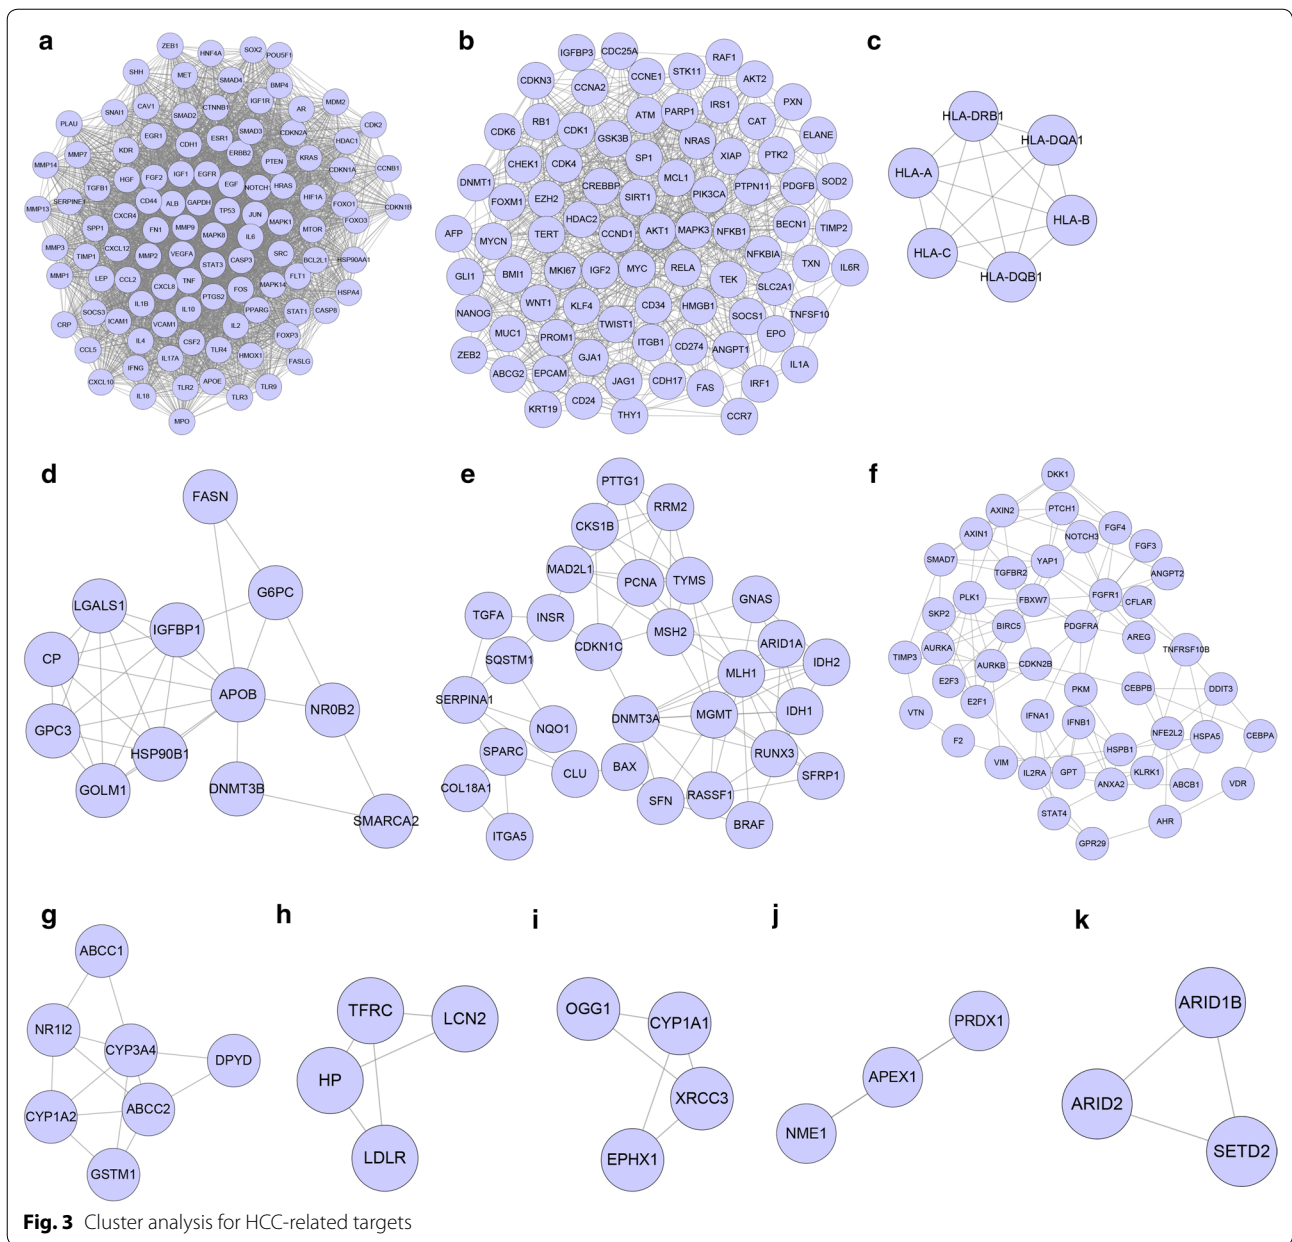 a
ZEB1
HNF4A
SOX2
POU5F1
SHH
MET
SMAD4
BMP4
SNAI1
CAV1
SMAD2
CTNNB1
IGF1R
AR
MDM2
PLAU
EGR1
CDH1
ESR1
SMAD3
CDKN2A
HDAC1
CDK2
MMP14
MMP7
KDR
ERBB2
PTEN
KRAS
CDKN1A
CCNB1
TGFB1
HGF
FGF2
IGF1
EGFR
EGF
NOTCH1
HRAS
HIF1A
MMP13
SERPINE1
CXCR4
CD44
ALB
GAPDH
TP53
JUN
MAPK1
FOXO1
FOXO3
CDKN1B
SPP1
FN1
MMP9
MAPK8
IL6
MTOR
MMP3
TIMP1
CXCL12
MMP2
VEGFA
STAT3
CASP3
SRC
BCL2L1
HSP90AA1
MMP1
LEP
CCL2
CXCL8
TNF
PTGS2
FOS
MAPK14
FLT1
HSPA4
SOCS3
ICAM1
IL1B
VCAM1
IL10
IL2
PPARG
STAT1
CASP8
CRP
CCL5
IL4
IL17A
CSF2
TLR4
HMOX1
FOXP3
FASLG
CXCL10
IFNG
IL18
TLR2
APOE
TLR3
TLR9
MPO
b
IGFBP3
CDC25A
RAF1
CDKN3
CCNA2
CCNE1
STK11
AKT2
PXN
CDK6
RB1
CDK1
GSK3B
ATM
PARP1
IRS1
CAT
ELANE
CHEK1
CDK4
SP1
NRAS
XIAP
PTK2
DNMT1
FOXM1
EZH2
CREBBP
SIRT1
MCL1
PIK3CA
PTPN11
PDGFB
SOD2
AFP
MYCN
TERT
HDAC2
CCND1
AKT1
MAPK3
NFKB1
BECN1
TIMP2
GLI1
BMI1
MKI67
IGF2
MYC
RELA
TEK
NFKBIA
TXN
IL6R
NANOG
WNT1
KLF4
TWIST1
CD34
HMGB1
SLC2A1
SOCS1
TNFSF10
ZEB2
MUC1
PROM1
GJA1
ITGB1
CD274
ANGPT1
EPO
ABCG2
EPCAM
JAG1
CDH17
FAS
IRF1
IL1A
KRT19
CD24
THY1
CCR7
c
HLA-DRB1
HLA-DQA1
HLA-A
HLA-B
HLA-C
HLA-DQB1
d
FASN
G6PC
LGALS1
IGFBP1
CP
APOB
NR0B2
GPC3
HSP90B1
GOLM1
DNMT3B
SMARCA2
e
PTTG1
RRM2
CKS1B
MAD2L1
PCNA
TYMS
TGFA
INSR
GNAS
CDKN1C
MSH2
ARID1A
SQSTM1
MLH1
IDH2
SERPINA1
NQO1
DNMT3A
MGMT
IDH1
SPARC
CLU
BAX
RUNX3
SFRP1
COL18A1
SFN
RASSF1
BRAF
ITGA5
f
DKK1
AXIN2
PTCH1
FGF4
AXIN1
NOTCH3
FGF3
SMAD7
TGFBR2
YAP1
ANGPT2
PLK1
FBXW7
FGFR1
CFLAR
SKP2
BIRC5
PDGFRA
AREG
TIMP3
AURKA
AURKB
CDKN2B
TNFRSF10B
E2F3
E2F1
PKM
CEBPB
DDIT3
VTN
IFNA1
IFNB1
NFE2L2
HSPA5
CEBPA
F2
VIM
IL2RA
GPT
HSPB1
ANXA2
KLRK1
ABCB1
VDR
STAT4
AHR
GPR29
g
ABCC1
NR1I2
CYP3A4
DPYD
CYP1A2
ABCC2
GSTM1
h
TFRC
LCN2
HP
LDLR
i
OGG1
CYP1A1
XRCC3
EPHX1
j
PRDX1
APEX1
NME1
k
ARID1B
ARID2
SETD2
Fig. 3 Cluster analysis for HCC-related targets